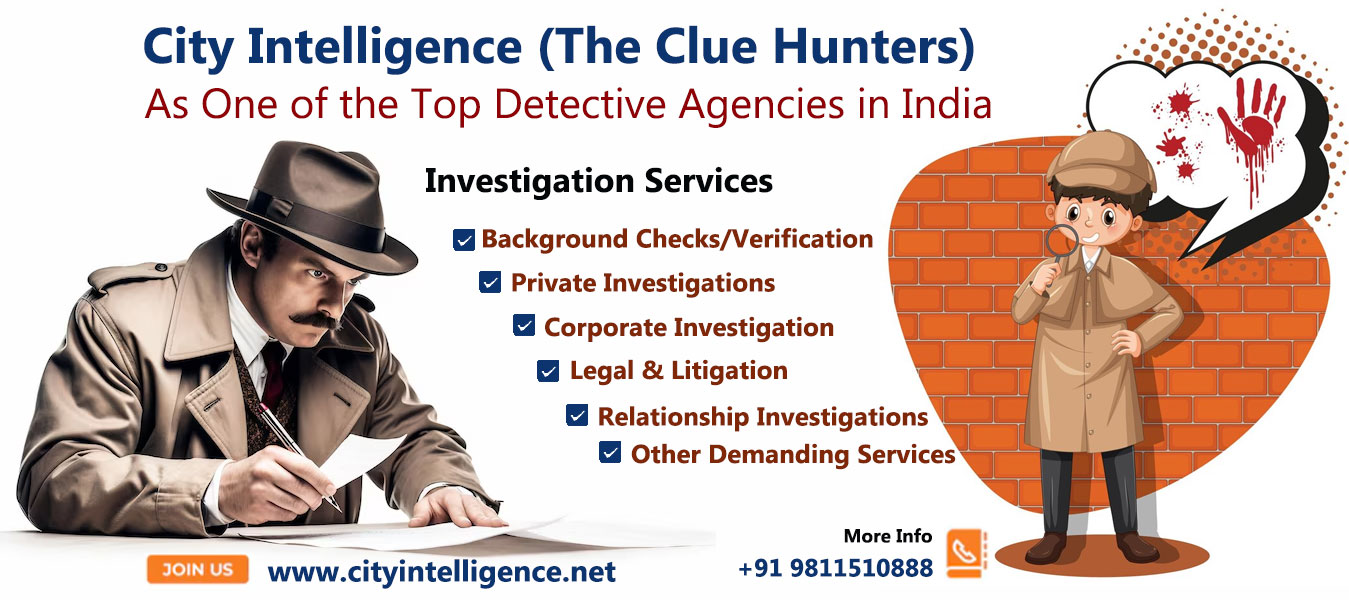 City Intelligence (The Clue Hunters)
As One of the Top Detective Agencies in India
Investigation Services
Background Checks/Verification
Private Investigations
Corporate Investigation
Legal & Litigation
Relationship Investigations
Other Demanding Services
More Info
JOIN US www.cityintelligence.net
+91 9811510888